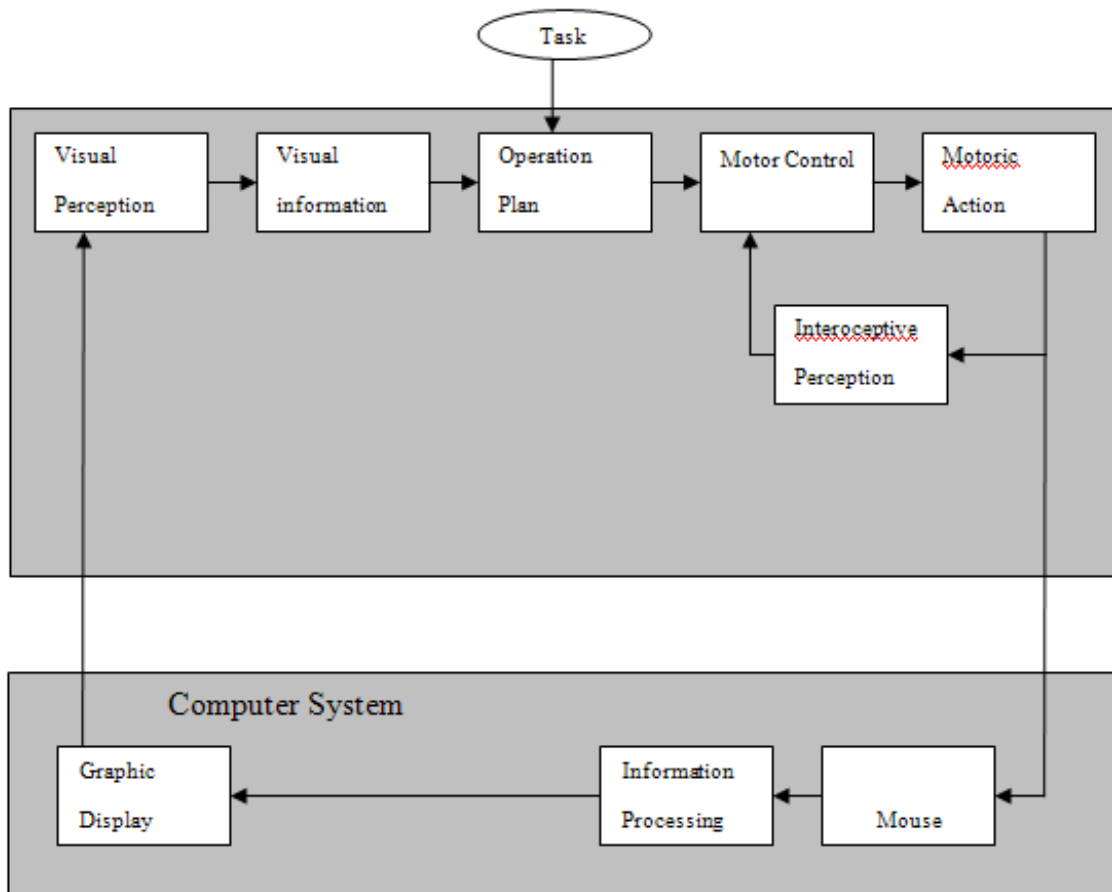 Task
Visual
Perception
Visual
information
Operation
Plan
Motor Control
Motoric
Action
Interoceptive
Perception
Computer System
Graphic
Display
Information
Processing
Mouse